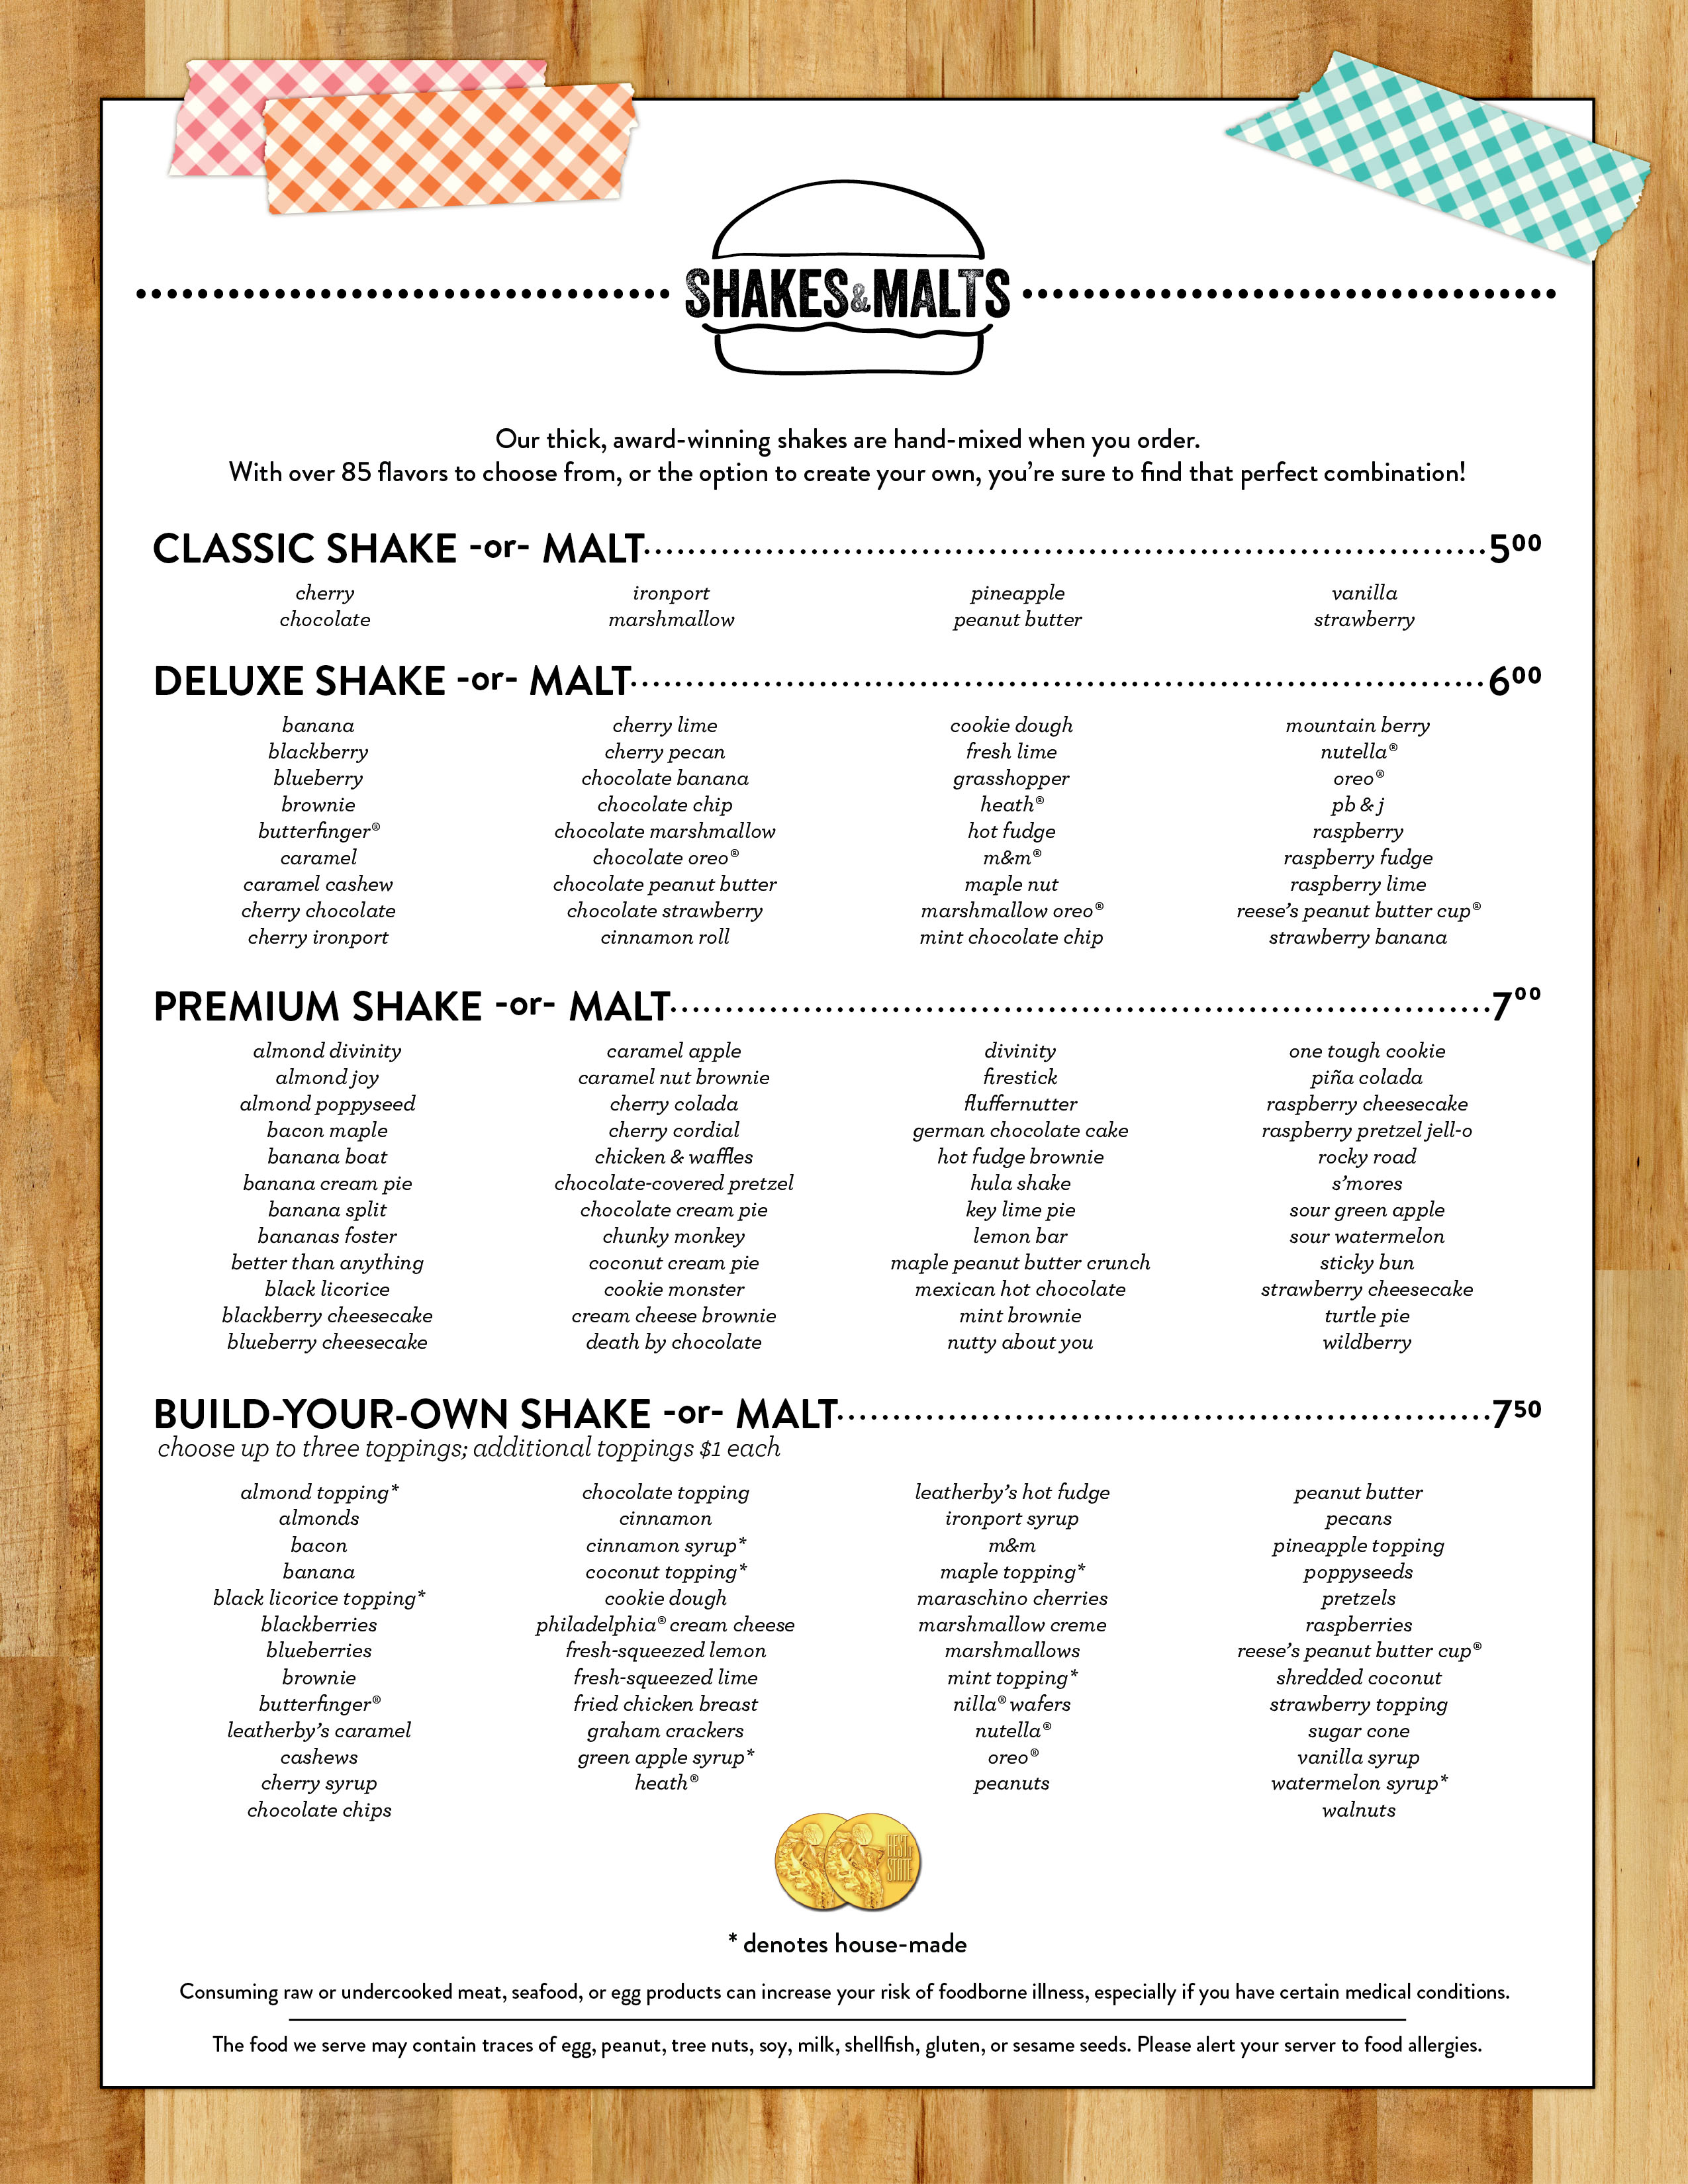 SHAKES&MALTS
Our thick, award-winning shakes are hand-mixed when you order.
With over 85 flavors to choose from, or the option to create your own, you're sure to find that perfect combination!
CLASSIC SHAKE -or- MALT 5⁰⁰
cherry ironport pineapple vanilla
chocolate marshmallow peanut butter strawberry
DELUXE SHAKE -or- MALT 6⁰⁰
banana cherry lime cookie dough mountain berry
blackberry cherry pecan fresh lime nutella®
blueberry chocolate banana grasshopper oreo®
brownie chocolate chip heath® pb & j
butterfinger® chocolate marshmallow hot fudge raspberry
caramel chocolate oreo® m&m® raspberry fudge
caramel cashew chocolate peanut butter maple nut raspberry lime
cherry chocolate chocolate strawberry marshmallow oreo® reese's peanut butter cup®
cherry ironport cinnamon roll mint chocolate chip strawberry banana
PREMIUM SHAKE -or- MALT 7⁰⁰
almond divinity caramel apple divinity one tough cookie
almond joy caramel nut brownie firestick piña colada
almond poppyseed cherry colada fluffernutter raspberry cheesecake
bacon maple cherry cordial german chocolate cake raspberry pretzel jell-o
banana boat chicken & waffles hot fudge brownie rocky road
banana cream pie chocolate-covered pretzel hula shake s'mores
banana split chocolate cream pie key lime pie sour green apple
bananas foster chunky monkey lemon bar sour watermelon
better than anything coconut cream pie maple peanut butter crunch sticky bun
black licorice cookie monster mexican hot chocolate strawberry cheesecake
blackberry cheesecake cream cheese brownie mint brownie turtle pie
blueberry cheesecake death by chocolate nutty about you wildberry
BUILD-YOUR-OWN SHAKE -or- MALT 7⁵⁰
choose up to three toppings; additional toppings $1 each
almond topping* chocolate topping leatherby's hot fudge peanut butter
almonds cinnamon ironport syrup pecans
bacon cinnamon syrup* m&m pineapple topping
banana coconut topping* maple topping* poppyseeds
black licorice topping* cookie dough maraschino cherries pretzels
blackberries philadelphia® cream cheese marshmallow creme raspberries
blueberries fresh-squeezed lemon marshmallows reese's peanut butter cup®
brownie fresh-squeezed lime mint topping* shredded coconut
butterfinger® fried chicken breast nilla® wafers strawberry topping
leatherby's caramel graham crackers nutella® sugar cone
cashews green apple syrup* oreo® vanilla syrup
cherry syrup heath® peanuts watermelon syrup*
chocolate chips walnuts
BEST OF
STATE
* denotes house-made
Consuming raw or undercooked meat, seafood, or egg products can increase your risk of foodborne illness, especially if you have certain medical conditions.
The food we serve may contain traces of egg, peanut, tree nuts, soy, milk, shellfish, gluten, or sesame seeds. Please alert your server to food allergies.